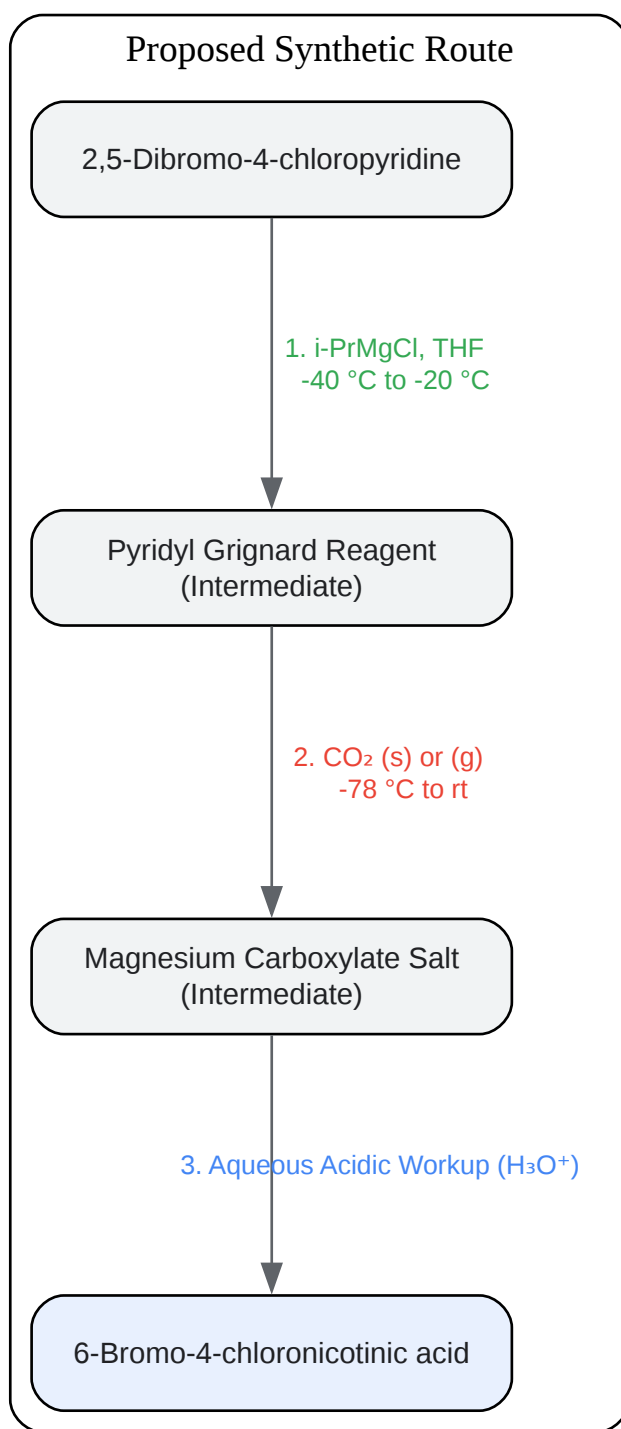 Proposed Synthetic Route
2,5-Dibromo-4-chloropyridine
1. i-PrMgCl, THF
-40 °C to -20 °C
Pyridyl Grignard Reagent
(Intermediate)
2. CO₂ (s) or (g)
-78 °C to rt
Magnesium Carboxylate Salt
(Intermediate)
3. Aqueous Acidic Workup (H₃O⁺)
6-Bromo-4-chloronicotinic acid